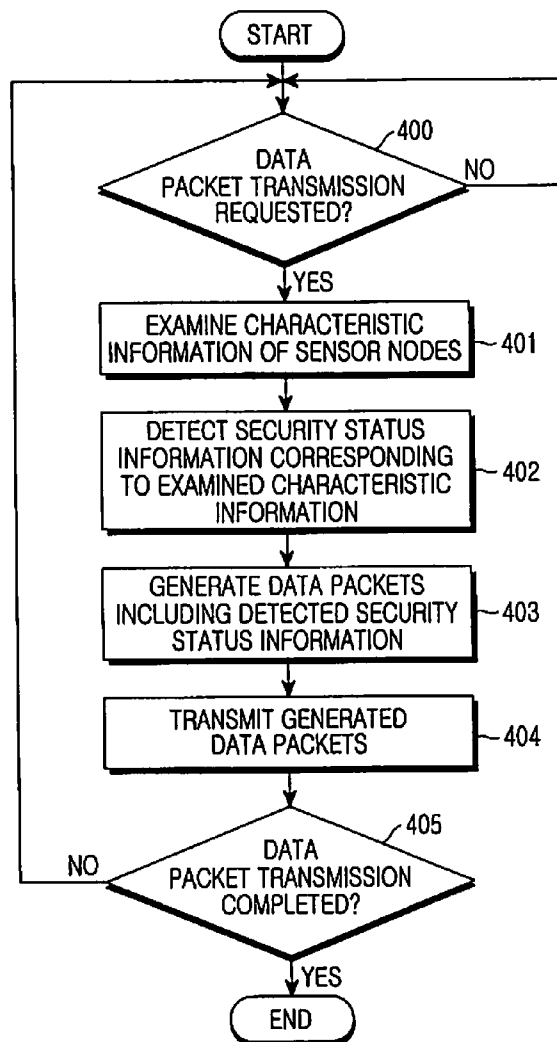 START
400
DATA
PACKET TRANSMISSION
REQUESTED?
NO
YES
EXAMINE CHARACTERISTIC
INFORMATION OF SENSOR NODES
401
DETECT SECURITY STATUS
INFORMATION CORRESPONDING
TO EXAMINED CHARACTERISTIC
INFORMATION
402
GENERATE DATA PACKETS
INCLUDING DETECTED SECURITY
STATUS INFORMATION
403
TRANSMIT GENERATED
DATA PACKETS
404
405
DATA
PACKET TRANSMISSION
COMPLETED?
NO
YES
END